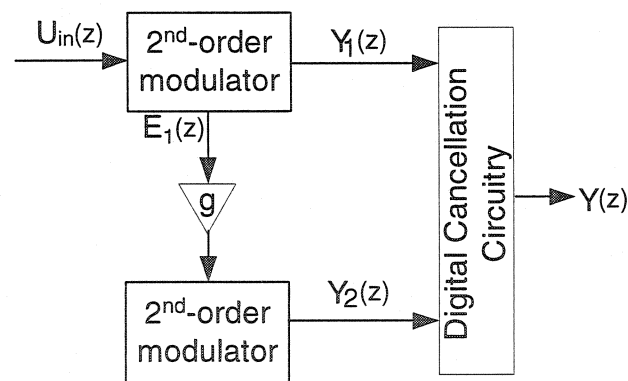 Uin(z)
2nd-order
modulator
Y1(z)
E1(z)
g
2nd-order
modulator
Y2(z)
Digital Cancellation
Circuitry
Y(z)